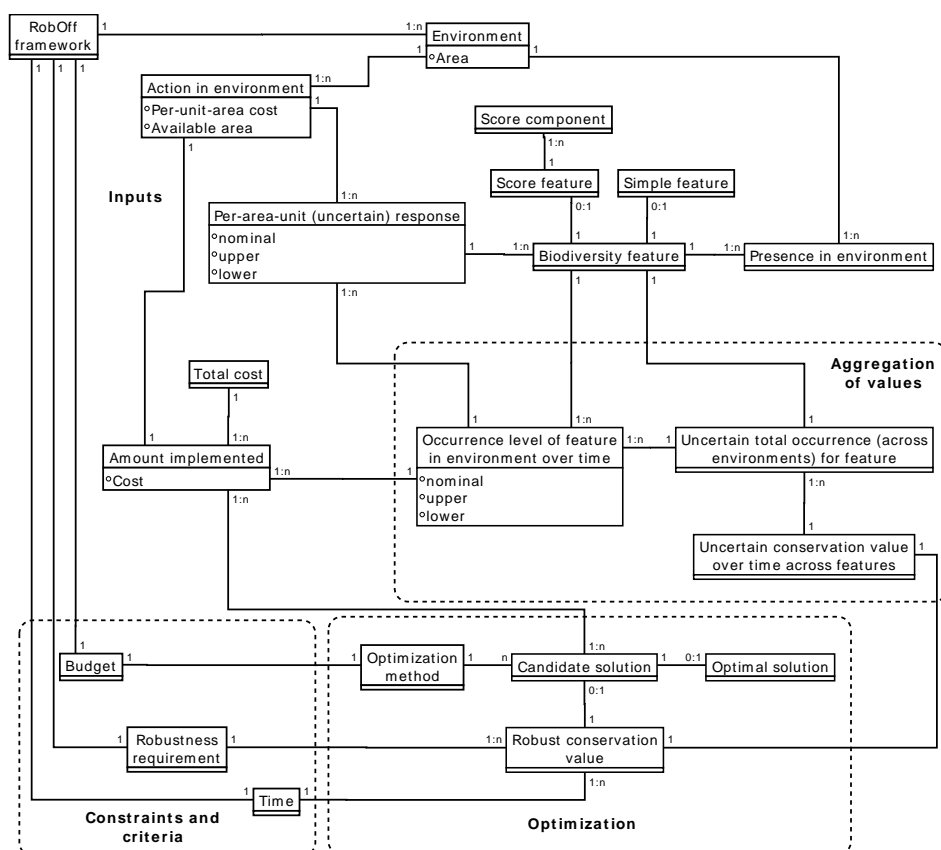 RobOff
framework
1
1:n
Environment
°Area
1
1
1
1
1
1:n
Action in environment
°Per-unit-area cost
°Available area
1
1
Score component
1:n
1
Score feature
Simple feature
0:1
0:1
Inputs
1:n
Per-area-unit (uncertain) response
°nominal
°upper
°lower
1
1:n
1
1
Biodiversity feature
1
1:n
1:n
Presence in environment
1:n
1
1
Aggregation
of values
Total cost
1
1
1:n
1
1:n
1
Amount implemented
°Cost
1:n
1
Occurrence level of feature
in environment over time
°nominal
°upper
°lower
1:n
1
Uncertain total occurrence (across
environments) for feature
1:n
1:n
1
Uncertain conservation value
over time across features
1
1
Budget
1
1
Optimization
method
1
n
1:n
Candidate solution
1
0:1
Optimal solution
0:1
1
Robustness
requirement
1
1:n
1
Robust conservation
value
1
1:n
1
Time
1
Constraints and
criteria
Optimization